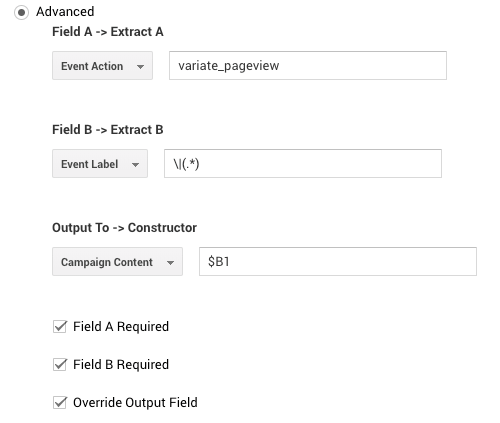 Advanced
Field A -> Extract A
Event Action
variate_pageview
Field B -> Extract B
Event Label
\|(.*)
Output To -> Constructor
Campaign Content
$B1
Field A Required
Field B Required
Override Output Field